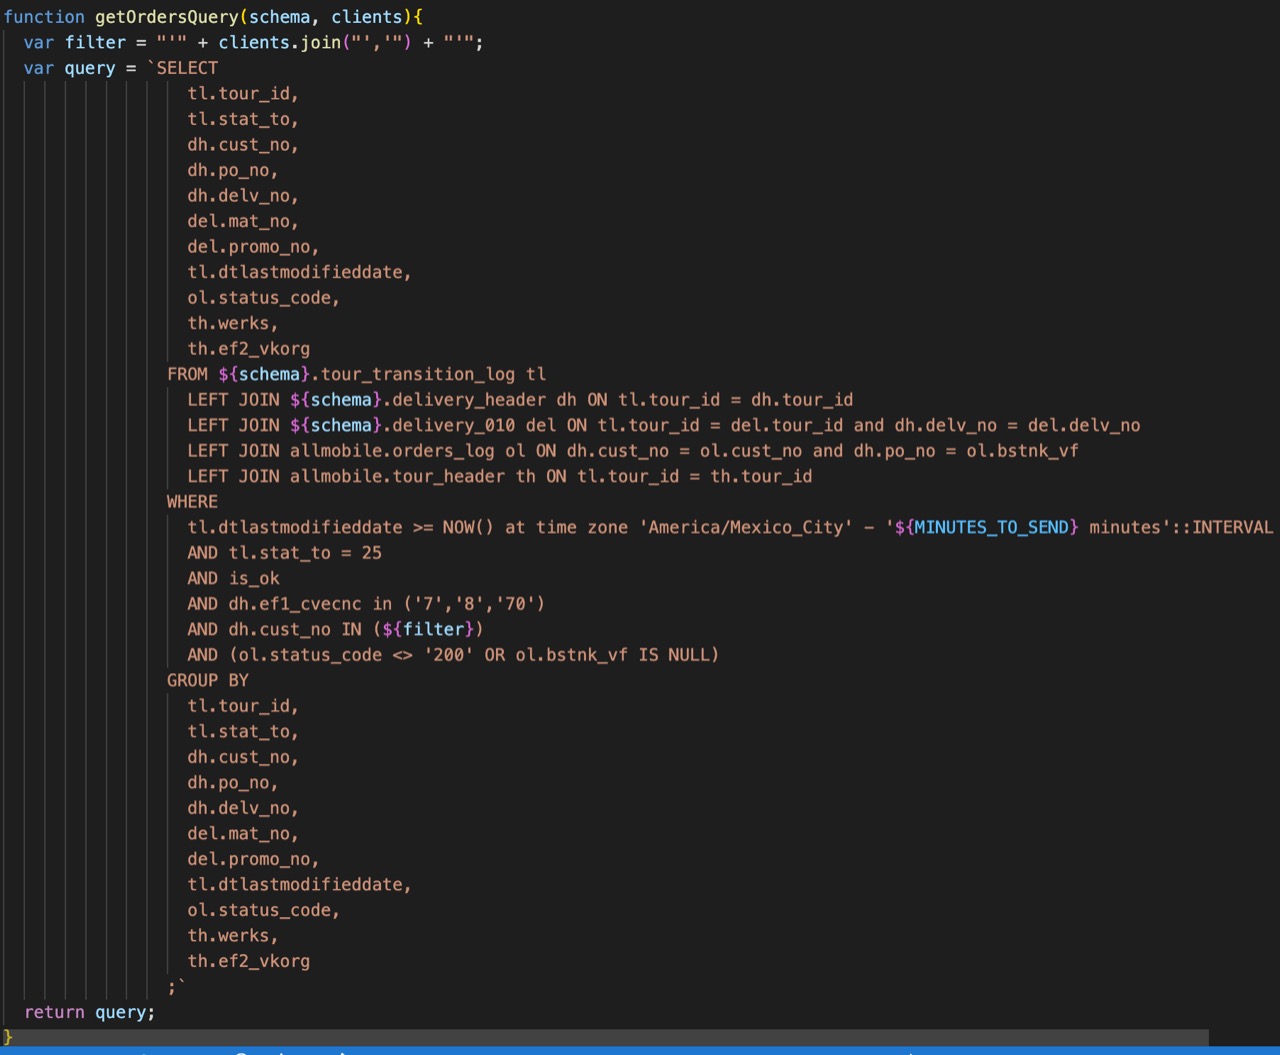 function getOrdersQuery(schema, clients){
var filter = "'" + clients.join("','") + "'";
var query = `SELECT
tl.tour_id,
tl.stat_to,
dh.cust_no,
dh.po_no,
dh.delv_no,
del.mat_no,
del.promo_no,
tl.dtlastmodifieddate,
ol.status_code,
th.werks,
th.ef2_vkorg
FROM ${schema}.tour_transition_log tl
LEFT JOIN ${schema}.delivery_header dh ON tl.tour_id = dh.tour_id
LEFT JOIN ${schema}.delivery_010 del ON tl.tour_id = del.tour_id and dh.delv_no = del.delv_no
LEFT JOIN allmobile.orders_log ol ON dh.cust_no = ol.cust_no and dh.po_no = ol.bstnk_vf
LEFT JOIN allmobile.tour_header th ON tl.tour_id = th.tour_id
WHERE
tl.dtlastmodifieddate >= NOW() at time zone 'America/Mexico_City' - '${MINUTES_TO_SEND} minutes'::INTERVAL
AND tl.stat_to = 25
AND is_ok
AND dh.ef1_cvecnc in ('7','8','70')
AND dh.cust_no IN (${filter})
AND (ol.status_code <> '200' OR ol.bstnk_vf IS NULL)
GROUP BY
tl.tour_id,
tl.stat_to,
dh.cust_no,
dh.po_no,
dh.delv_no,
del.mat_no,
del.promo_no,
tl.dtlastmodifieddate,
ol.status_code,
th.werks,
th.ef2_vkorg
;`
return query;
}